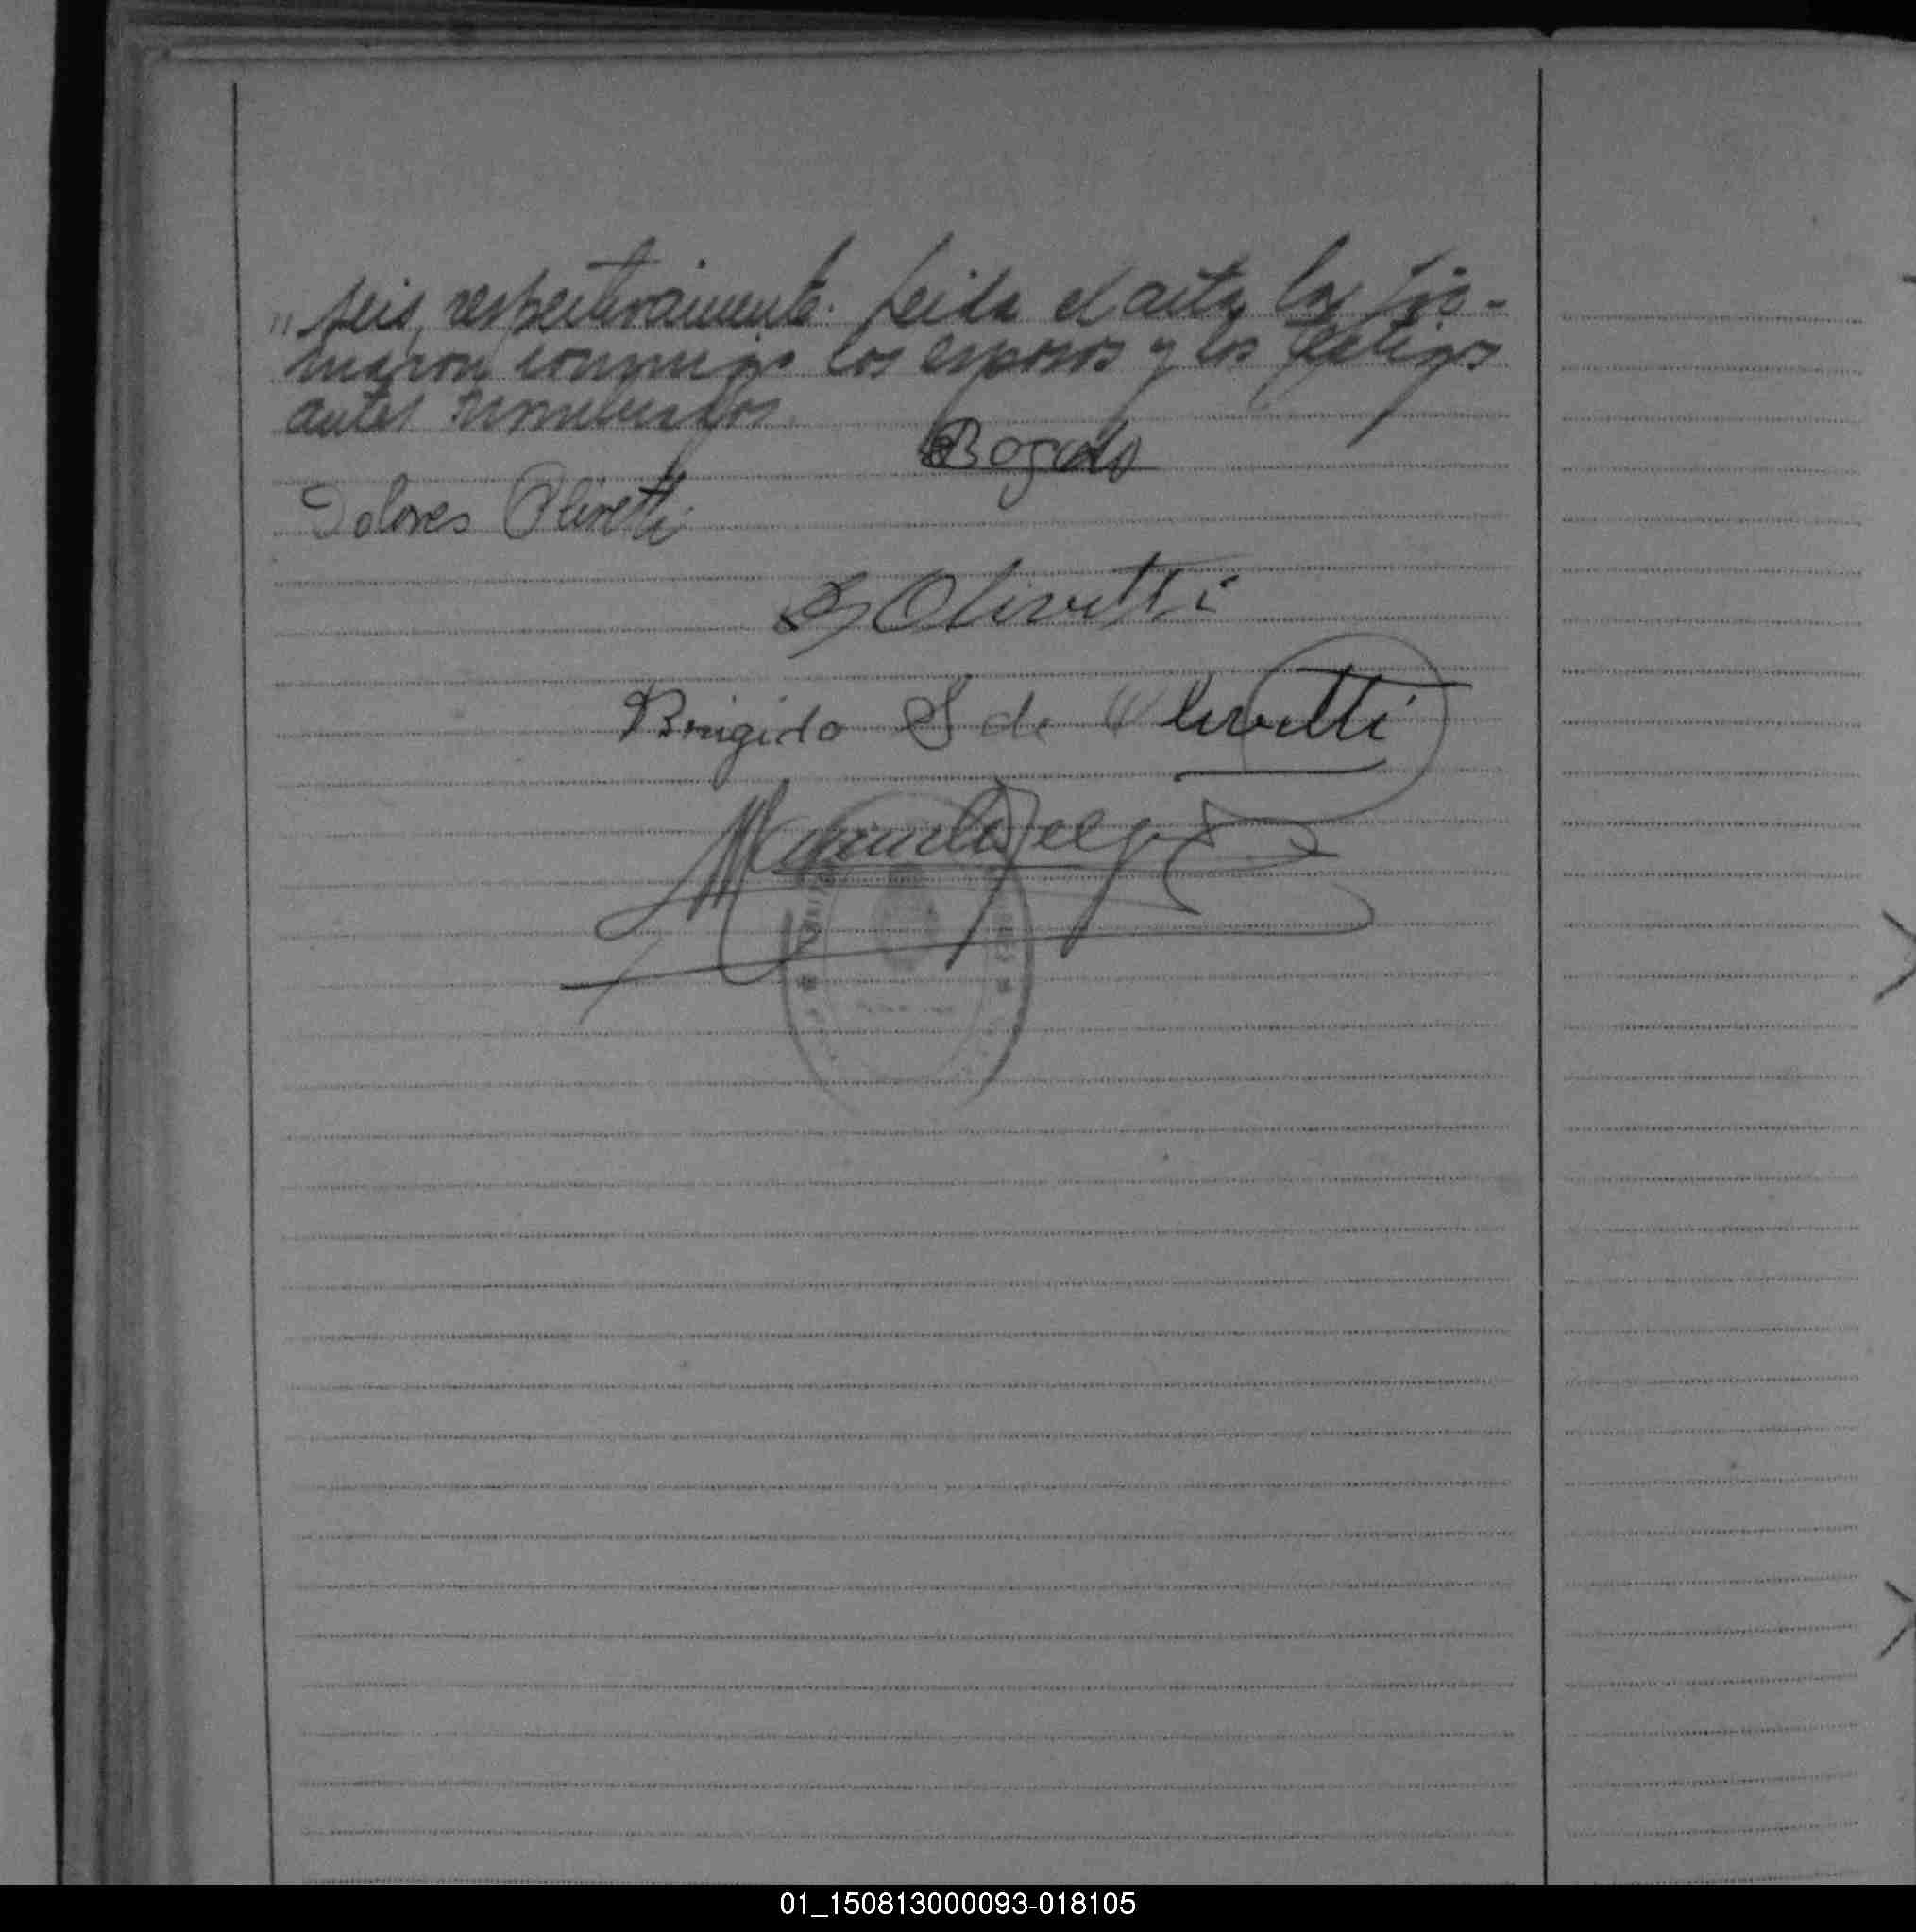 " seis, respectivamente. Leida el acta, la fir-
maron conmigo los esposos y los testigos
antes nombrados.
Bogado
Dolores Olivetti
Olivetti
Brigida S de Olivetti
01_150813000093-018105